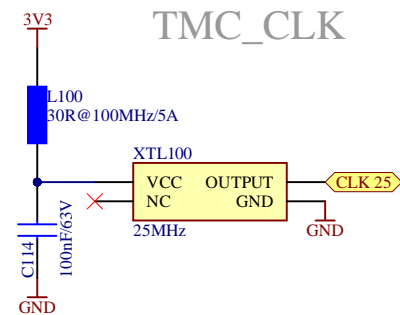 TMC_CLK
3V3
L100
30R@100MHz/5A
XTL100
VCC OUTPUT
NC GND
25MHz
CLK 25
GND
C114
100nF/63V
GND